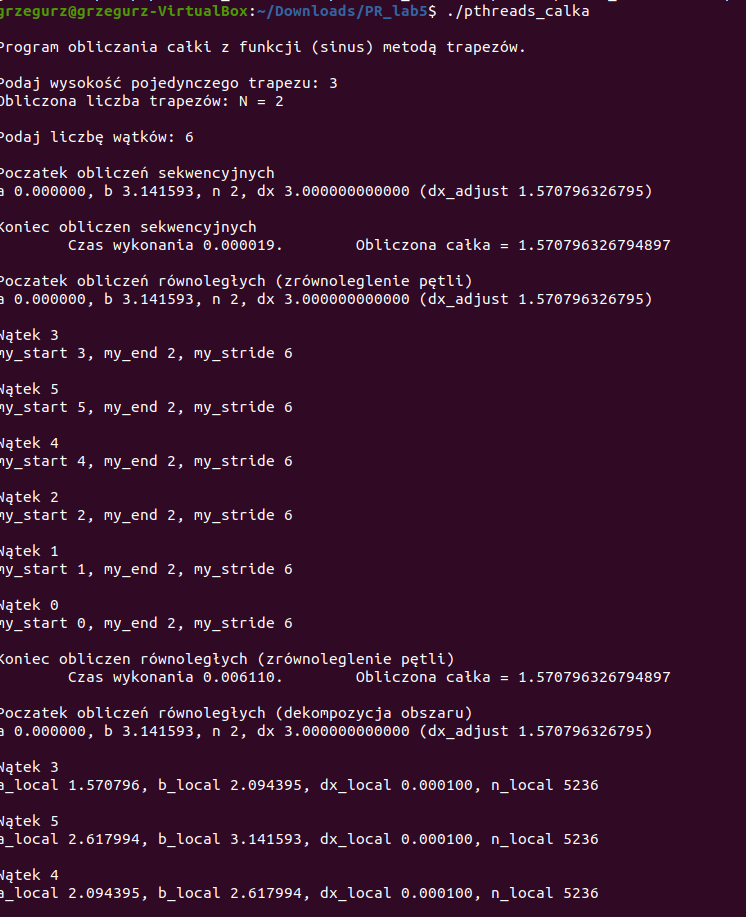 grzegurz@grzegurz-VirtualBox:~/Downloads/PR_lab5$ ./pthreads_calka
Program obliczania całki z funkcji (sinus) metodą trapezów.
Podaj wysokość pojedynczego trapezu: 3
Obliczona liczba trapezów: N = 2
Podaj liczbę wątków: 6
Poczatek obliczeń sekwencyjnych
a 0.000000, b 3.141593, n 2, dx 3.000000000000 (dx_adjust 1.570796326795)
Koniec obliczen sekwencyjnych
Czas wykonania 0.000019. Obliczona całka = 1.570796326794897
Poczatek obliczeń równoległych (zrównoleglenie pętli)
a 0.000000, b 3.141593, n 2, dx 3.000000000000 (dx_adjust 1.570796326795)
Wątek 3
my_start 3, my_end 2, my_stride 6
Wątek 5
my_start 5, my_end 2, my_stride 6
Wątek 4
my_start 4, my_end 2, my_stride 6
Wątek 2
my_start 2, my_end 2, my_stride 6
Wątek 1
my_start 1, my_end 2, my_stride 6
Wątek 0
my_start 0, my_end 2, my_stride 6
Koniec obliczen równoległych (zrównoleglenie pętli)
Czas wykonania 0.006110. Obliczona całka = 1.570796326794897
Poczatek obliczeń równoległych (dekompozycja obszaru)
a 0.000000, b 3.141593, n 2, dx 3.000000000000 (dx_adjust 1.570796326795)
Wątek 3
a_local 1.570796, b_local 2.094395, dx_local 0.000100, n_local 5236
Wątek 5
a_local 2.617994, b_local 3.141593, dx_local 0.000100, n_local 5236
Wątek 4
a_local 2.094395, b_local 2.617994, dx_local 0.000100, n_local 5236